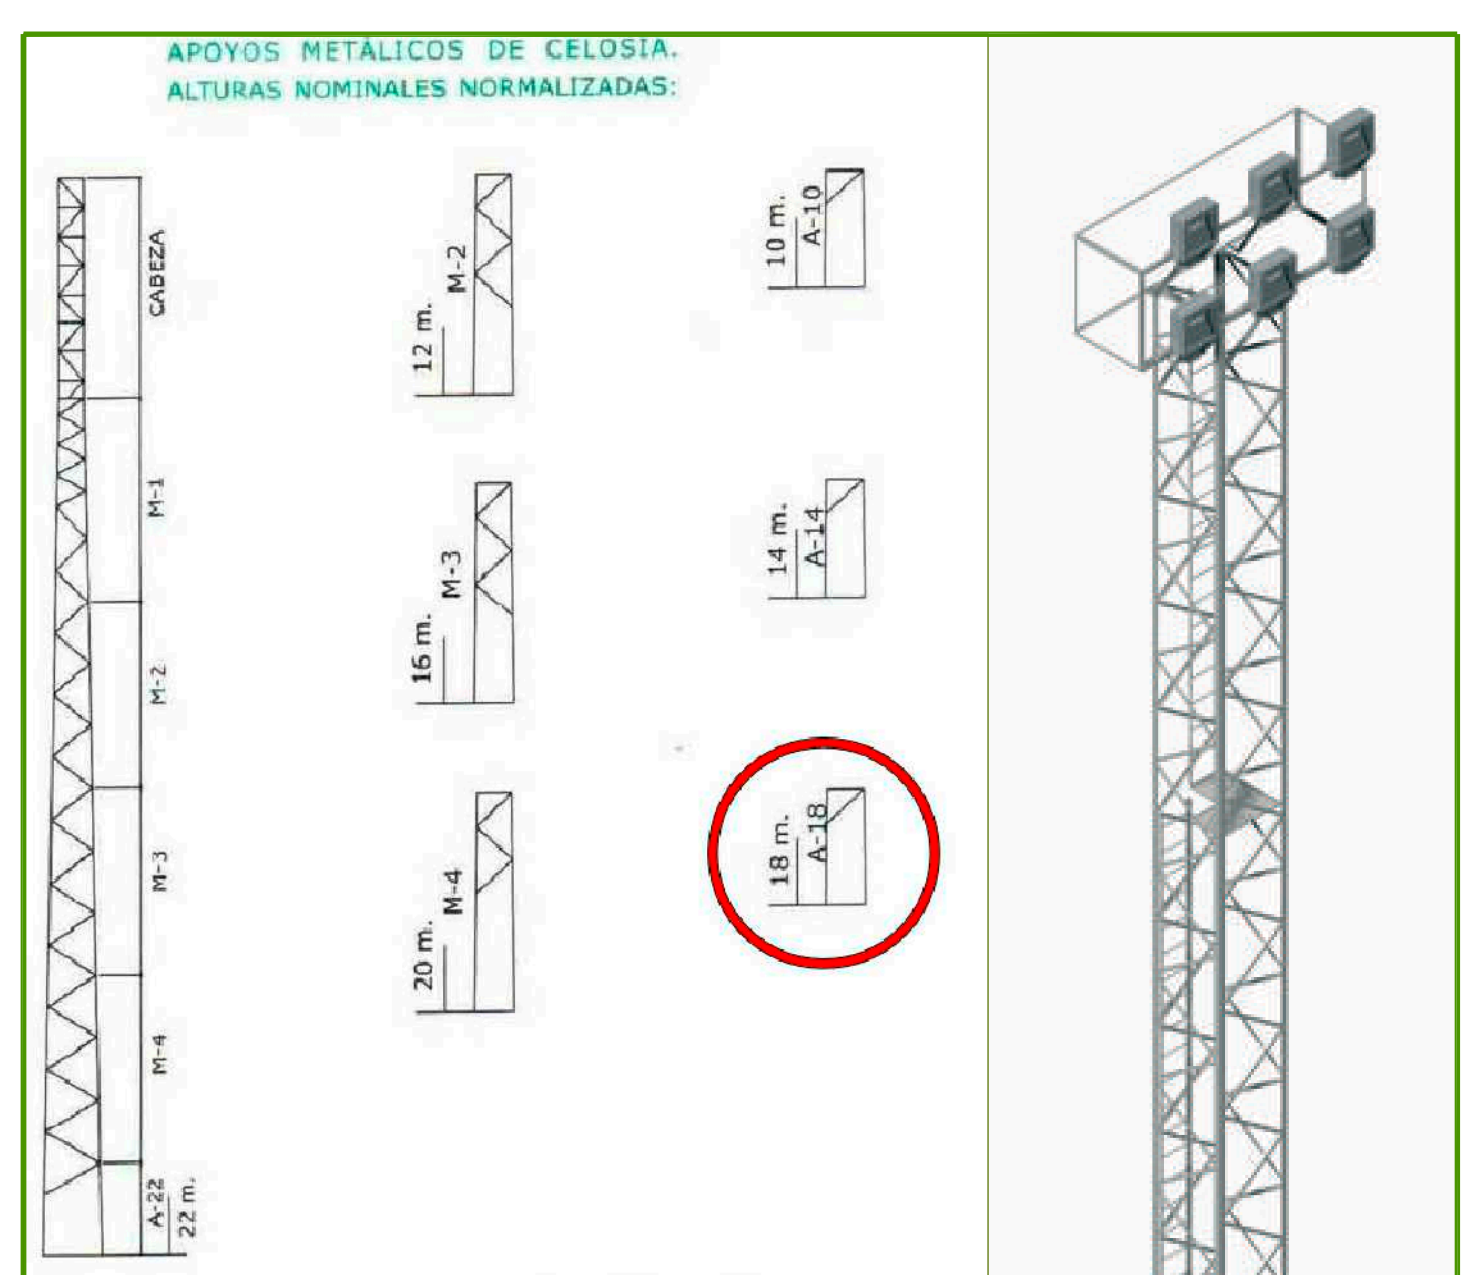 APOYOS METÁLICOS DE CELOSIA.
ALTURAS NOMINALES NORMALIZADAS:
CABEZA
M-1
M-2
M-3
M-4
A-22
22 m.
12 m.
M-2
16 m.
M-3
20 m.
M-4
10 m.
A-10
14 m.
A-14
18 m.
A-18